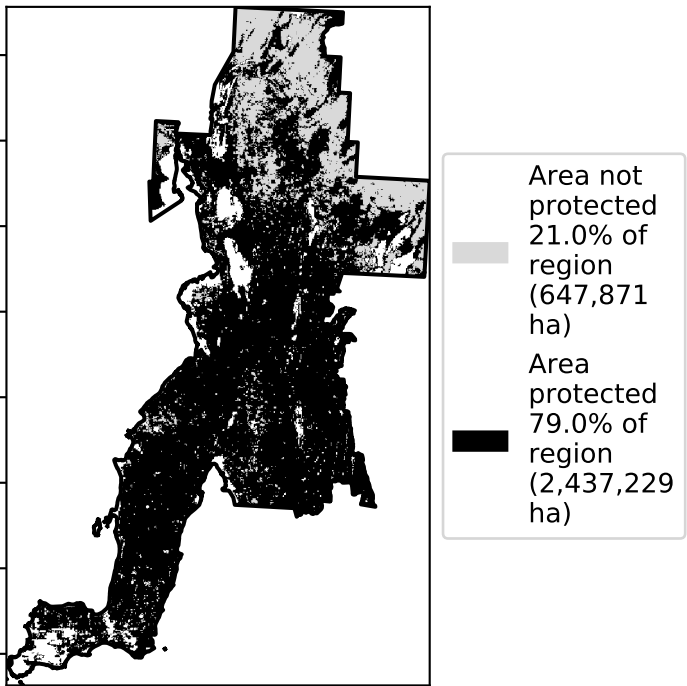 Area not
protected
21.0% of
region
(647,871
ha)
Area
protected
79.0% of
region
(2,437,229
ha)